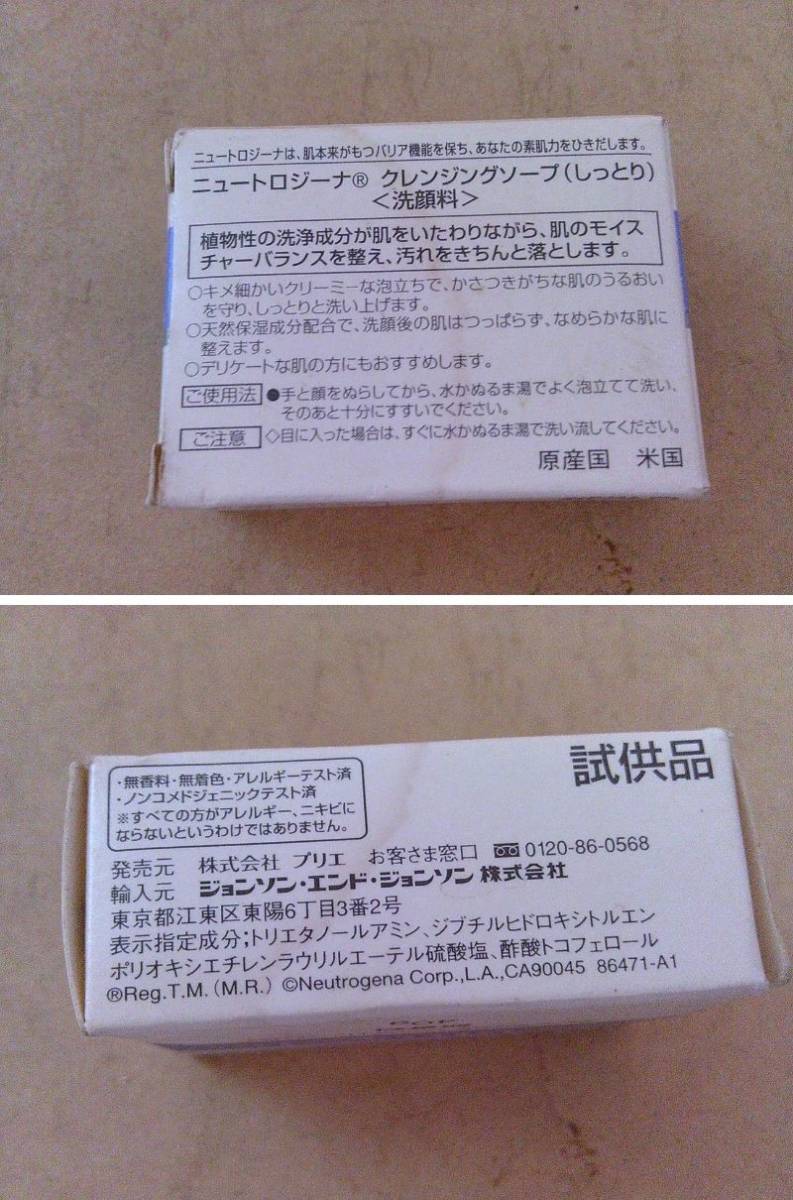 ニュートロジーナは、肌本来がもつバリア機能を保ち、あなたの素肌力をひきだします。
ニュートロジーナ® クレンジングソープ(しっとり)
<洗顔料>
植物性の洗浄成分が肌をいたわりながら、肌のモイス
チャーバランスを整え、汚れをきちんと落とします。
○キメ細かいクリーミーな泡立ちで、かさつきがちな肌のうるおい
を守り、しっとりと洗い上げます。
○天然保湿成分配合で、洗顔後の肌はつっぱらず、なめらかな肌に
整えます。
○デリケートな肌の方にもおすすめします。
ご使用法 ●手と顔をぬらしてから、水かぬるま湯でよく泡立てて洗い、
そのあと十分にすすいでください。
ご注意 ◇目に入った場合は、すぐに水かぬるま湯で洗い流してください。
原産国 米国
試供品
・無香料・無着色・アレルギーテスト済
・ノンコメドジェニックテスト済
※すべての方がアレルギー、ニキビに
ならないというわけではありません。
発売元 株式会社 プリエ お客さま窓口 0120-86-0568
輸入元 ジョンソン・エンド・ジョンソン 株式会社
東京都江東区東陽6丁目3番2号
表示指定成分;トリエタノールアミン、ジブチルヒドロキシトルエン
ポリオキシエチレンラウリルエーテル硫酸塩、酢酸トコフェロール
®Reg.T.M. (M.R.) ©Neutrogena Corp.,L.A.,CA90045 86471-A1